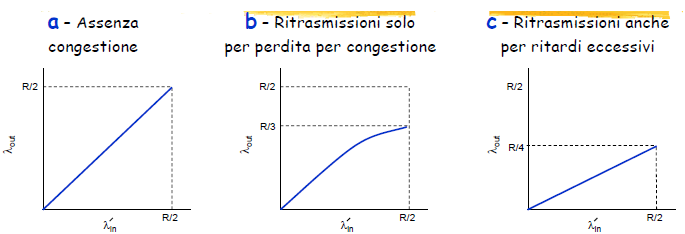 a – Assenza
congestione
R/2
λout
R/2
λ´in
b – Ritrasmissioni solo
per perdita per congestione
R/2
R/3
λout
R/2
λ´in
c – Ritrasmissioni anche
per ritardi eccessivi
R/2
λout
R/4
R/2
λ´in